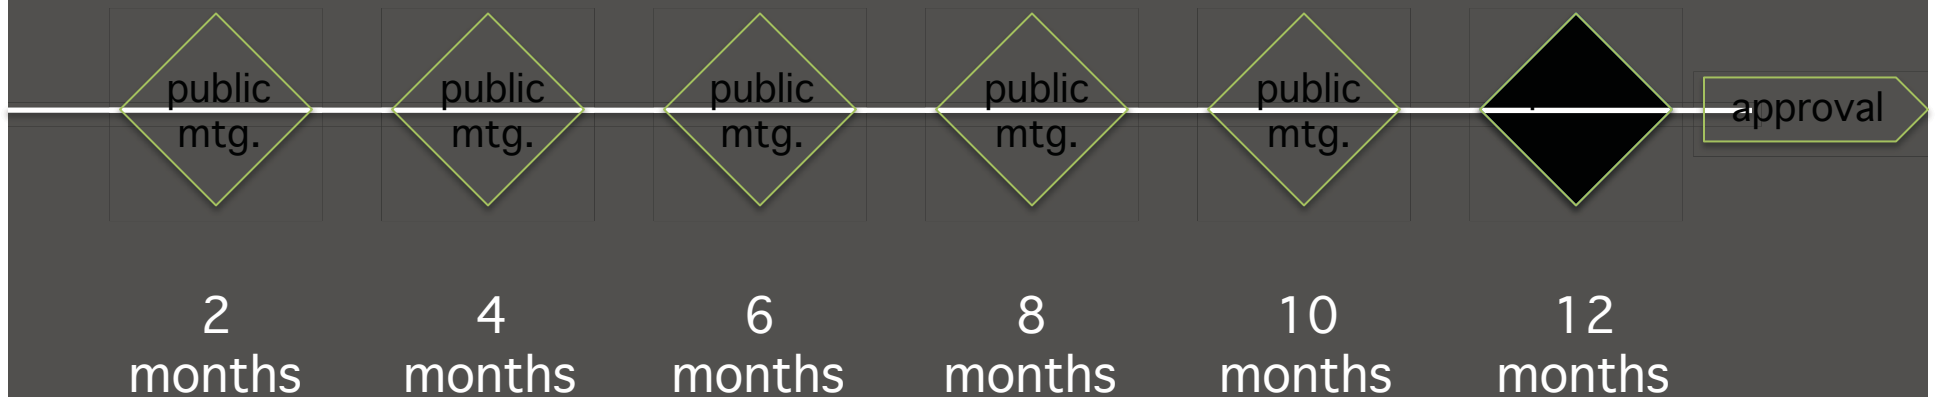 public
mtg.
public
mtg.
public
mtg.
public
mtg.
public
mtg.
approval
2
months
4
months
6
months
8
months
10
months
12
months